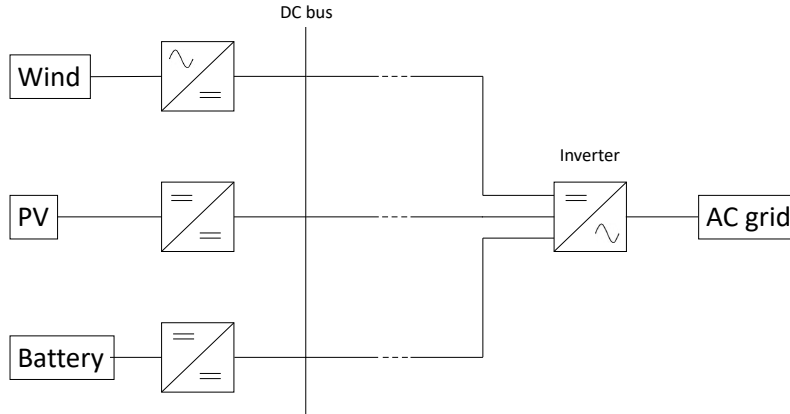 DC bus
Wind
Inverter
PV
AC grid
Battery